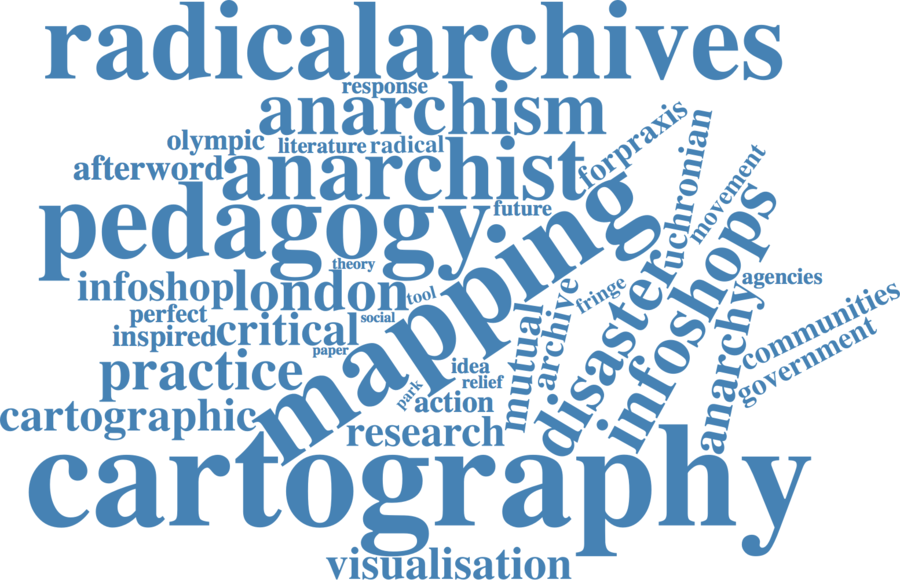 radicalarchives
response
anarchism
olympic
literature
radical
forpraxis
afterword
anarchist
uchronian
movement
pedagogy
future
mapping
theory
infoshop
london
tool
fringe
agencies
perfect
social
inspired
critical
paper
mutual
archive
disaster
infoshops
anarchy
communities
government
practice
idea
relief
park
action
cartographic
research
cartography
visualisation